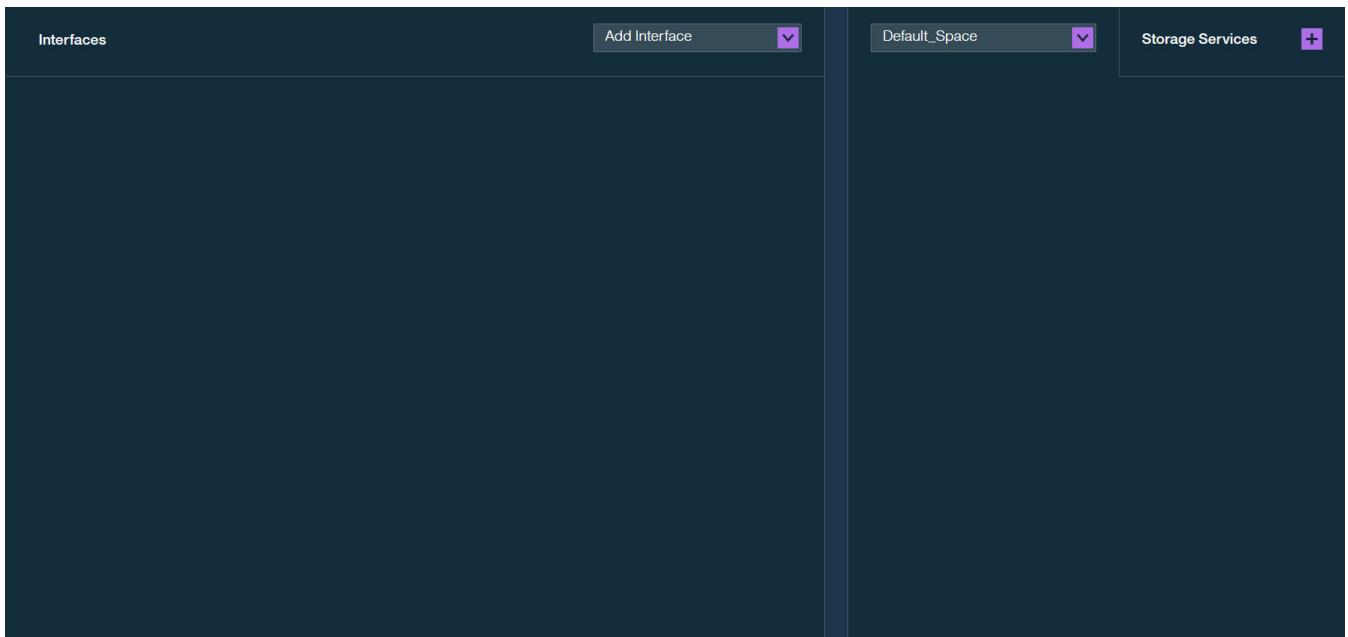 Interfaces
Add Interface
Default_Space
Storage Services